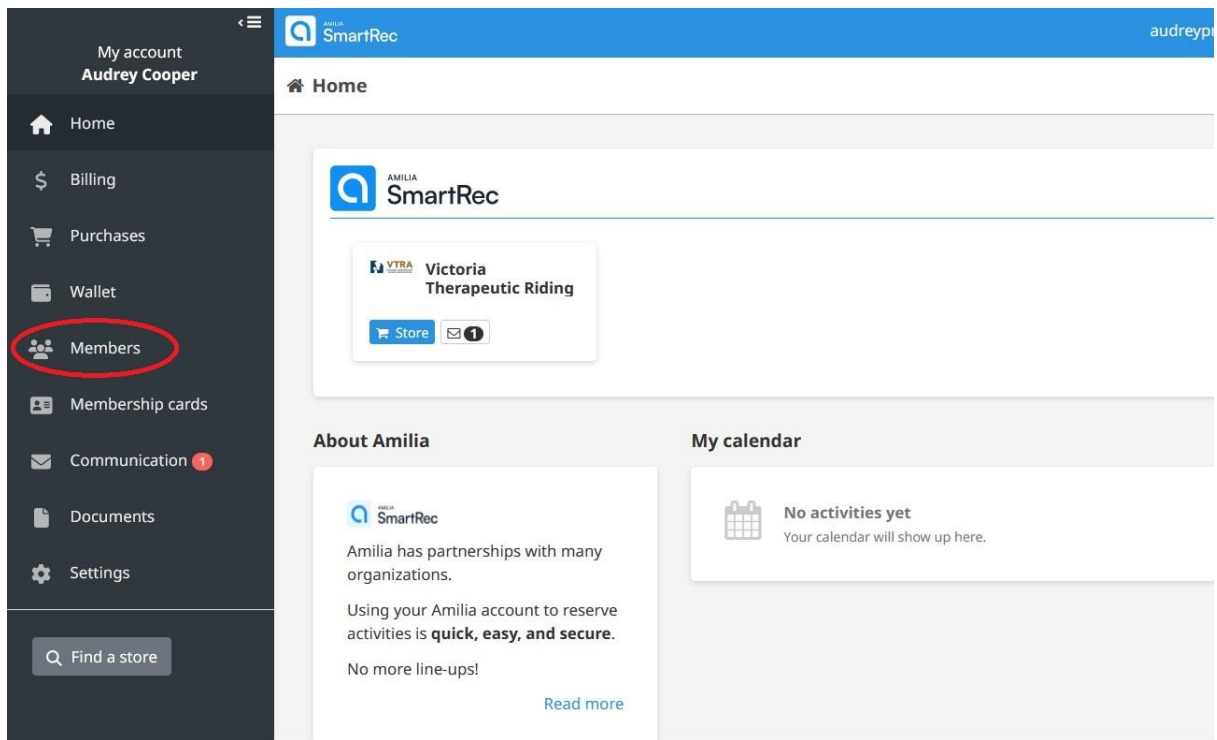 My account
Audrey Cooper
Home
Billing
Purchases
Wallet
Members
Membership cards
Communication 1
Documents
Settings
Find a store
AMILIA
SmartRec
audreypr
Home
AMILIA
SmartRec
VTRA
Victoria
Therapeutic Riding
Store
1
About Amilia
AMILIA
SmartRec
Amilia has partnerships with many
organizations.
Using your Amilia account to reserve
activities is quick, easy, and secure.
No more line-ups!
Read more
My calendar
No activities yet
Your calendar will show up here.